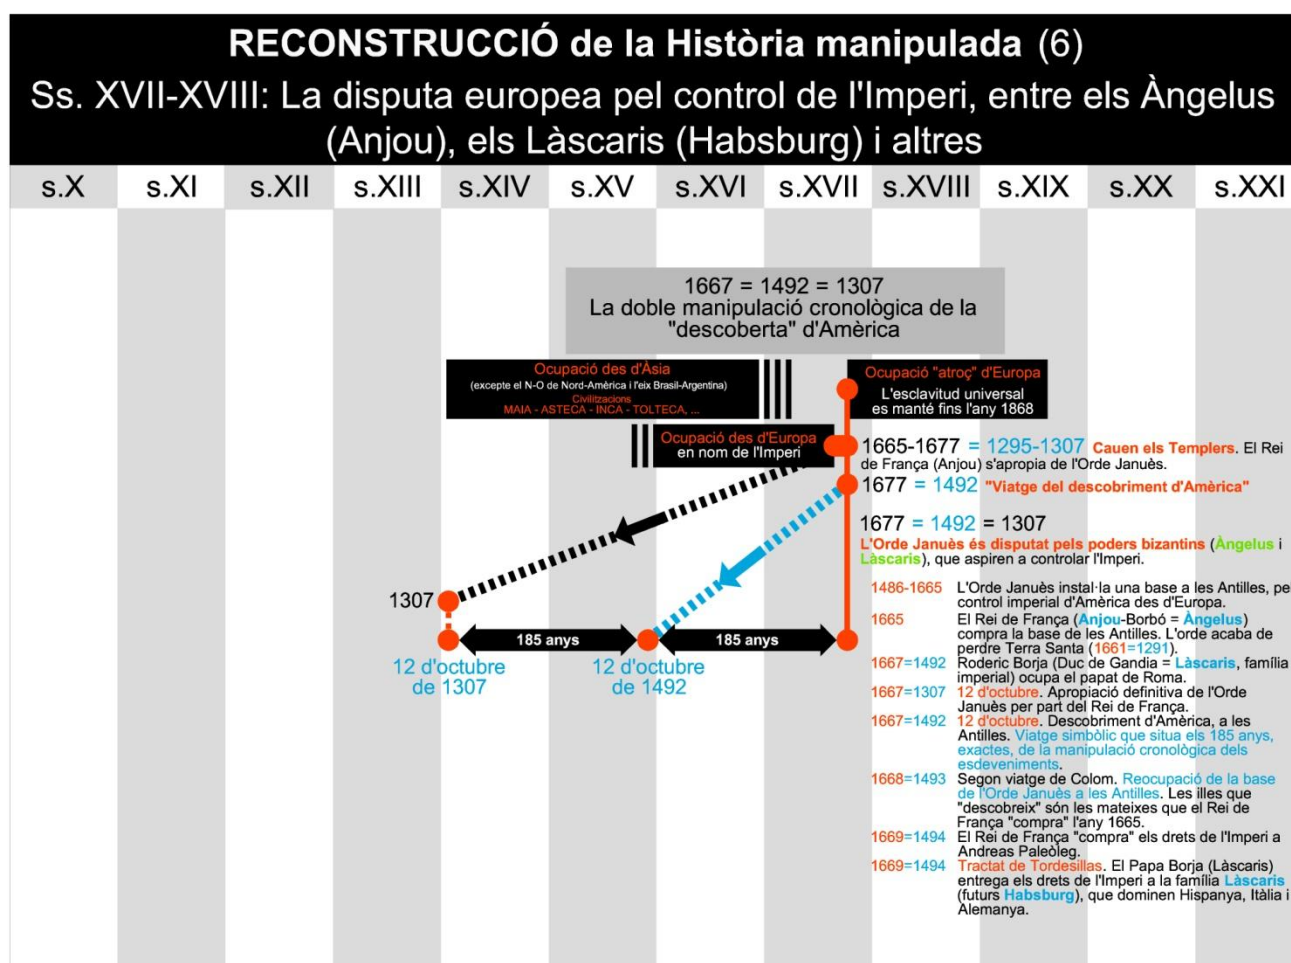 RECONSTRUCCIÓ de la Història manipulada (6)
Ss. XVII-XVIII: La disputa europea pel control de l'Imperi, entre els Àngelus
(Anjou), els Làscaris (Habsburg) i altres
s.X s.XI s.XII s.XIII s.XIV s.XV s.XVI s.XVII s.XVIII s.XIX s.XX s.XXI
1667 = 1492 = 1307
La doble manipulació cronològica de la
"descoberta" d'Amèrica
Ocupació des d'Àsia
(excepte el N-O de Nord-Amèrica i l'eix Brasil-Argentina)
Civilitzacions
MAIA - ASTECA - INCA - TOLTECA, ...
Ocupació "atroç" d'Europa
L'esclavitud universal
es manté fins l'any 1868
Ocupació des d'Europa
en nom de l'Imperi
1665-1677 = 1295-1307 Cauen els Templers. El Rei
de França (Anjou) s'apropia de l'Orde Januès.
1677 = 1492 "Viatge del descobriment d'Amèrica"
1677 = 1492 = 1307
L'Orde Januès és disputat pels poders bizantins (Àngelus i
Làscaris), que aspiren a controlar l'Imperi.
1307
185 anys
185 anys
12 d'octubre
de 1307
12 d'octubre
de 1492
1486-1665 L'Orde Januès instal·la una base a les Antilles, pe
control imperial d'Amèrica des d'Europa.
1665 El Rei de França (Anjou-Borbó = Àngelus)
compra la base de les Antilles. L'orde acaba de
perdre Terra Santa (1661=1291).
1667=1492 Roderic Borja (Duc de Gandia = Làscaris, família
imperial) ocupa el papat de Roma.
1667=1307 12 d'octubre. Apropiació definitiva de l'Orde
Januès per part del Rei de França.
1667=1492 12 d'octubre. Descobriment d'Amèrica, a les
Antilles. Viatge simbòlic que situa els 185 anys,
exactes, de la manipulació cronològica dels
esdeveniments.
1668=1493 Segon viatge de Colom. Reocupació de la base
de l'Orde Januès a les Antilles. Les illes que
"descobreix" són les mateixes que el Rei de
França "compra" l'any 1665.
1669=1494 El Rei de França "compra" els drets de l'Imperi a
Andreas Paleòleg.
1669=1494 Tractat de Tordesillas. El Papa Borja (Làscaris)
entrega els drets de l'Imperi a la família Làscaris
(futurs Habsburg), que dominen Hispanya, Itàlia i
Alemanya.